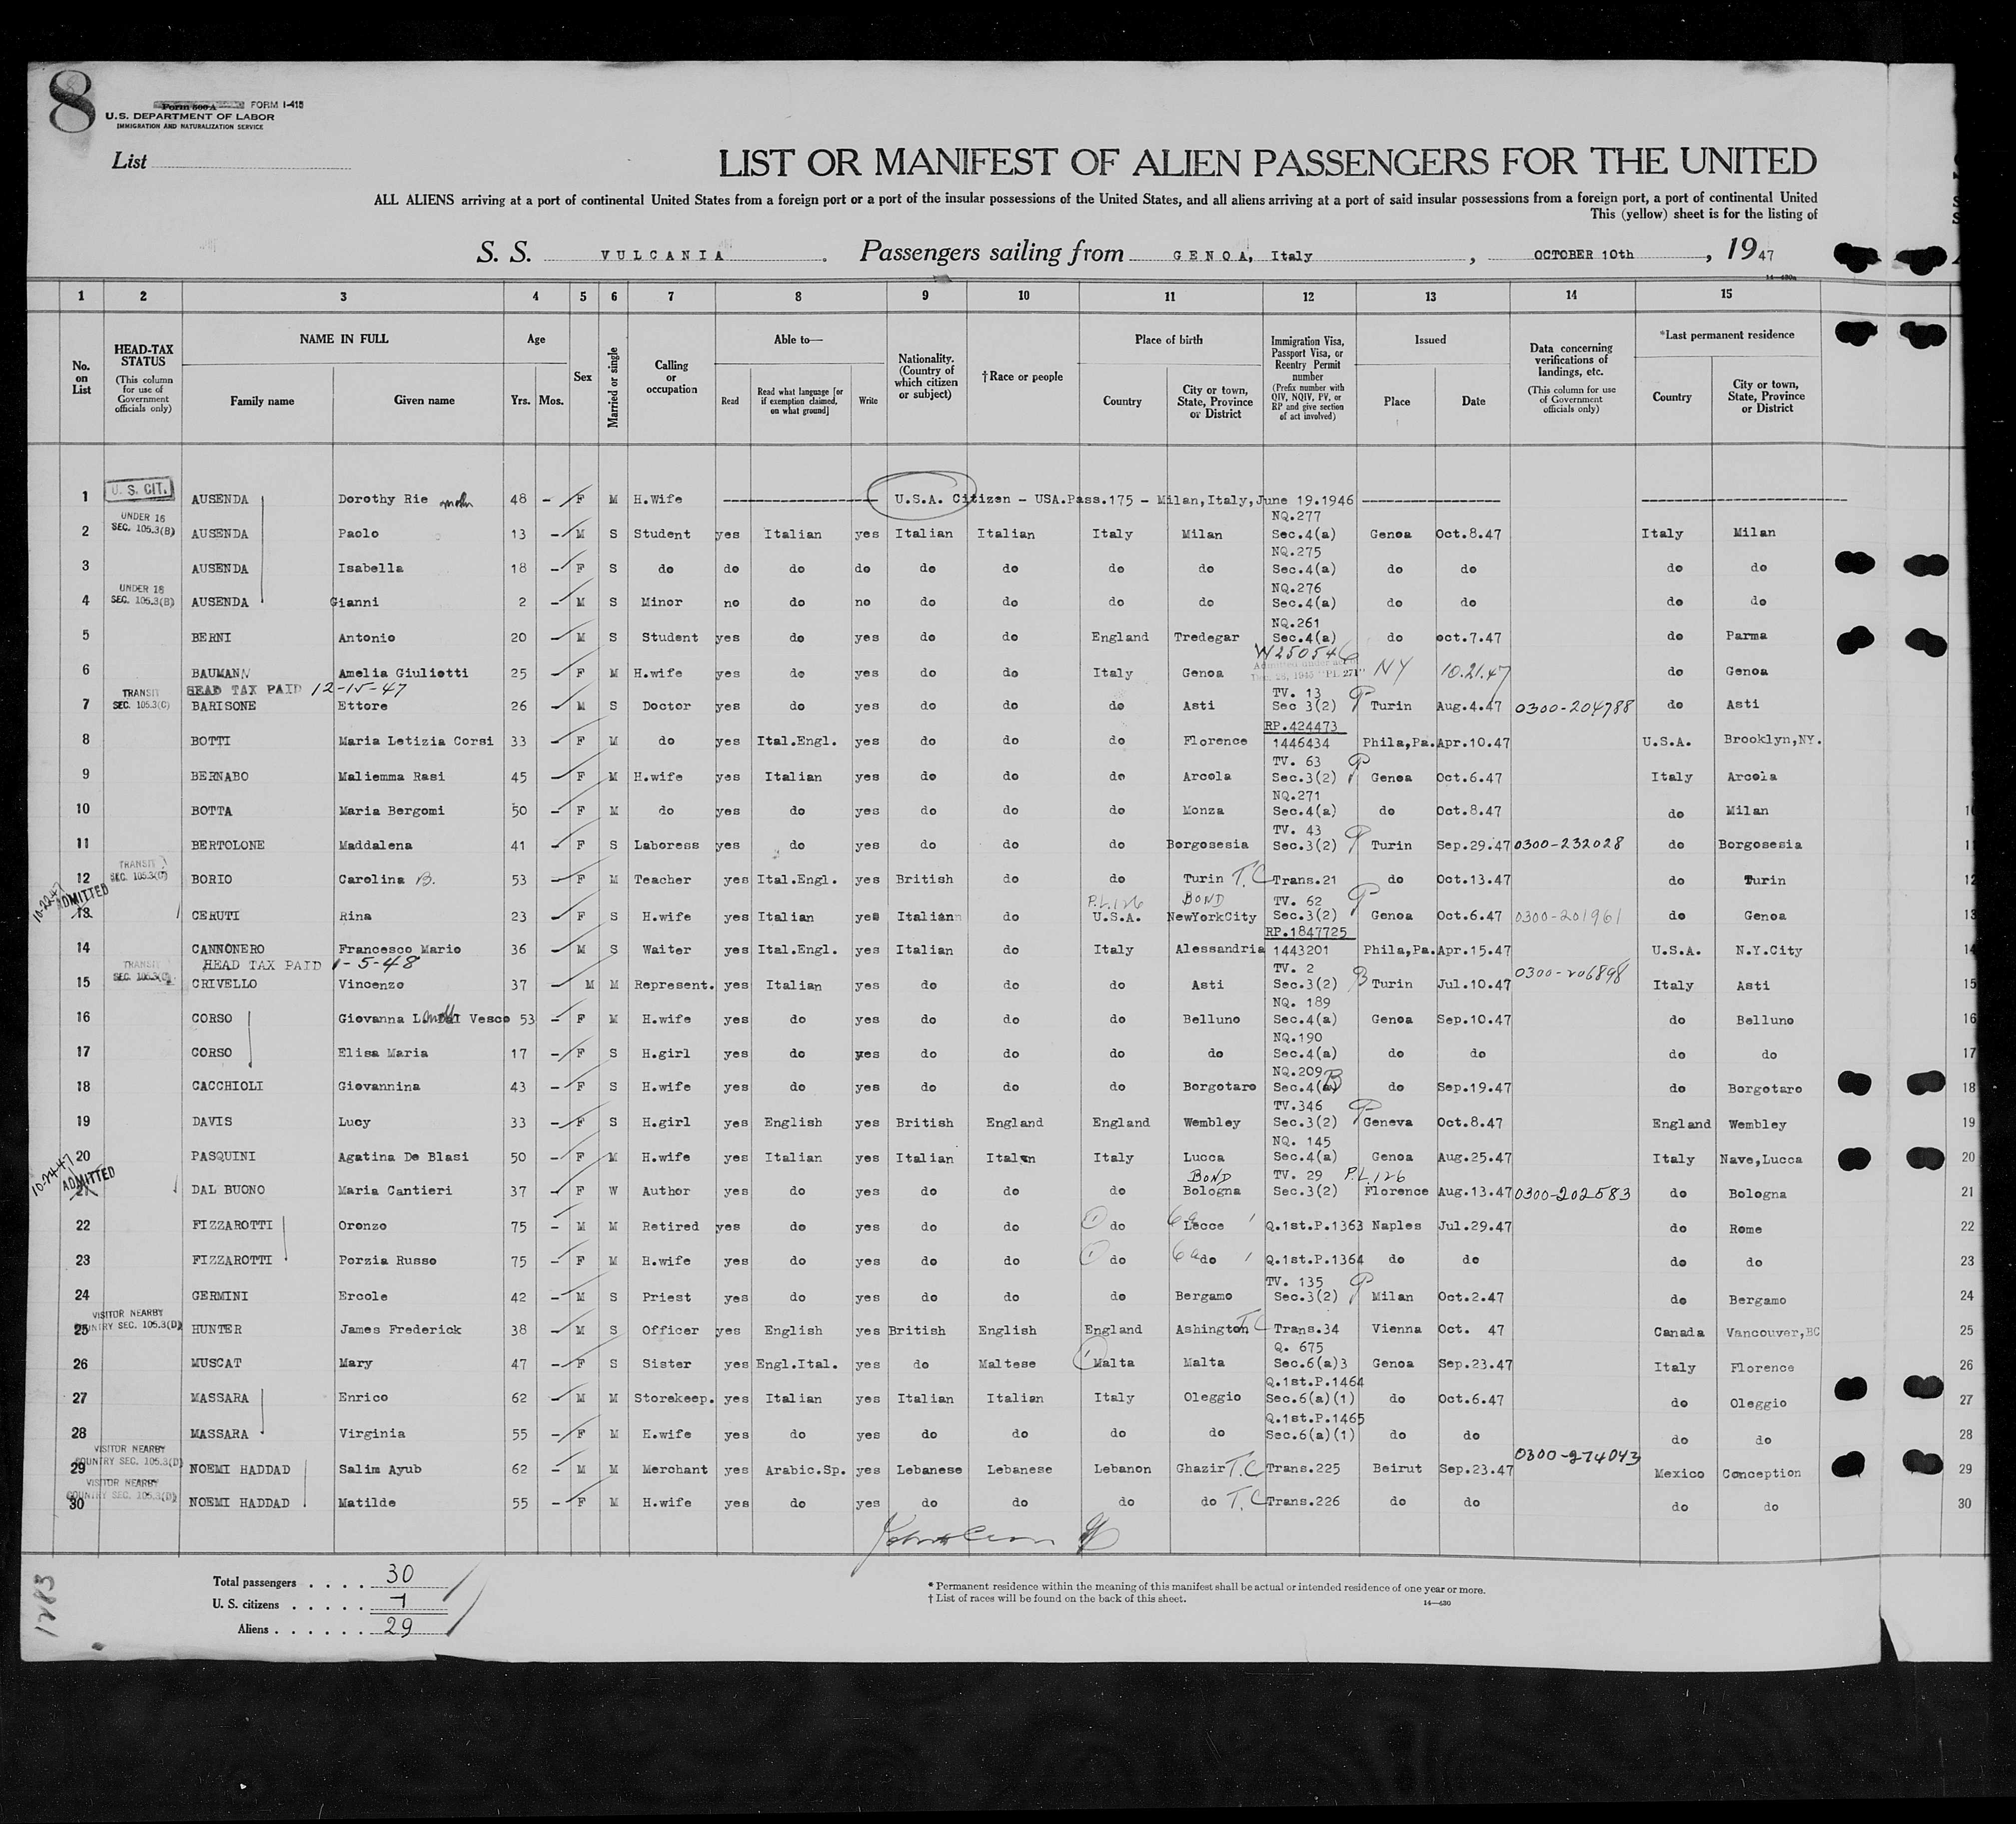 8
Form 500-A FORM I-415
U.S. DEPARTMENT OF LABOR
IMMIGRATION AND NATURALIZATION SERVICE
List
LIST OR MANIFEST OF ALIEN PASSENGERS FOR THE UNITED
ALL ALIENS arriving at a port of continental United States from a foreign port or a port of the insular possessions of the United States, and all aliens arriving at a port of said insular possessions from a foreign port, a port of continental United
This (yellow) sheet is for the listing of
S. S. VULCANIA. Passengers sailing from GENOA, Italy, OCTOBER 10th, 1947
14—430a
1 2 3 4 5 6 7 8 9 10 11 12 13 14 15
No. on List
HEAD-TAX STATUS (This column for use of Government officials only)
NAME IN FULL Family name Given name
Age Yrs. Mos.
Sex
Married or single
Calling or occupation
Able to— Read Read what language [or if exemption claimed, on what ground] Write
Nationality. (Country of which citizen or subject)
†Race or people
Place of birth Country City or town, State, Province or District
Immigration Visa, Passport Visa, or Reentry Permit number (Prefix number with QIV, NQIV, PV, or RP and give section of act involved)
Issued Place Date
Data concerning verifications of landings, etc. (This column for use of Government officials only)
*Last permanent residence Country City or town, State, Province or District
1 U. S. CIT. AUSENDA Dorothy Rie 48 - F M H.Wife U.S.A. Citizen - USA.Pass.175 - Milan,Italy,June 19.1946
2 UNDER 16 SEC. 105.3(B) AUSENDA Paolo 13 - M S Student yes Italian yes Italian Italian Italy Milan NQ.277 Sec.4(a) Genoa Oct.8.47 Italy Milan
3 AUSENDA Isabella 18 - F S do do do do do do do do NQ.275 Sec.4(a) do do do do
4 UNDER 16 SEC. 105.3(B) AUSENDA Gianni 2 - M S Minor no do no do do do do NQ.276 Sec.4(a) do do do do
5 BERNI Antonio 20 - M S Student yes do yes do do England Tredegar NQ.261 Sec.4(a) do oct.7.47 do Parma
6 BAUMANN Amelia Giulietti 25 - F M H.wife yes do yes do do Italy Genoa W250546 NY 10.21.47 do Genoa
HEAD TAX PAID 12-15-47
7 TRANSIT SEC. 105.3(C) BARISONE Ettore 26 - M S Doctor yes do yes do do do Asti TV. 13 Sec 3(2) Turin Aug.4.47 0300-204788 do Asti
8 BOTTI Maria Letizia Corsi 33 - F M do yes Ital.Engl. yes do do do Florence RP.424473 1446434 Phila,Pa. Apr.10.47 U.S.A. Brooklyn,NY.
9 BERNABO Maliemma Rasi 45 - F M H.wife yes Italian yes do do do Arcola TV. 63 Sec.3(2) Genoa Oct.6.47 Italy Arcola
10 BOTTA Maria Bergomi 50 - F M do yes do yes do do do Monza NQ.271 Sec.4(a) do Oct.8.47 do Milan
11 BERTOLONE Maddalena 41 - F S Laboress yes do yes do do do Borgosesia TV. 43 Sec.3(2) Turin Sep.29.47 0300-232028 do Borgosesia
12 TRANSIT SEC. 105.3(C) BORIO Carolina B. 53 - F M Teacher yes Ital.Engl. yes British do do Turin T.C Trans.21 do Oct.13.47 do Turin
10-22-47 ADMITTED
13 CERUTI Rina 23 - F S H.wife yes Italian yes Italian do P.L.126 U.S.A. BOND NewYorkCity TV. 62 Sec.3(2) Genoa Oct.6.47 0300-201961 do Genoa
14 CANNONERO Francesco Mario 36 - M S Waiter yes Ital.Engl. yes Italian do Italy Alessandria RP.1847725 1443201 Phila,Pa. Apr.15.47 U.S.A. N.Y.City
HEAD TAX PAID 1-5-48
15 TRANSIT SEC. 105.3(C) CRIVELLO Vincenzo 37 - M M Represent. yes Italian yes do do do Asti TV. 2 Sec.3(2) Turin Jul.10.47 0300-206898 Italy Asti
16 CORSO Giovanna Vesco 53 - F M H.wife yes do yes do do do Belluno NQ. 189 Sec.4(a) Genoa Sep.10.47 do Belluno
17 CORSO Elisa Maria 17 - F S H.girl yes do yes do do do do NQ.190 Sec.4(a) do do do do
18 CACCHIOLI Giovannina 43 - F S H.wife yes do yes do do do Borgotaro NQ.209 Sec.4(a) do Sep.19.47 do Borgotaro
19 DAVIS Lucy 33 - F S H.girl yes English yes British England England Wembley TV.346 Sec.3(2) Geneva Oct.8.47 England Wembley
20 PASQUINI Agatina De Blasi 50 - F M H.wife yes Italian yes Italian Italan Italy Lucca NQ. 145 Sec.4(a) Genoa Aug.25.47 Italy Nave,Lucca
10-24-47 ADMITTED
21 DAL BUONO Maria Cantieri 37 - F W Author yes do yes do do do BOND Bologna TV. 29 Sec.3(2) P.L.126 Florence Aug.13.47 0300-202583 do Bologna
22 FIZZAROTTI Oronzo 75 - M M Retired yes do yes do do do Lecce Q.1st.P.1363 Naples Jul.29.47 do Rome
23 FIZZAROTTI Porzia Russo 75 - F M H.wife yes do yes do do do do Q.1st.P.1364 do do do do
24 GERMINI Ercole 42 - M S Priest yes do yes do do do Bergamo TV. 135 Sec.3(2) Milan Oct.2.47 do Bergamo
25 VISITOR NEARBY COUNTRY SEC. 105.3(D) HUNTER James Frederick 38 - M S Officer yes English yes British English England Ashington T.C Trans.34 Vienna Oct. 47 Canada Vancouver,BC
26 MUSCAT Mary 47 - F S Sister yes Engl.Ital. yes do Maltese Malta Malta Q. 675 Sec.6(a)3 Genoa Sep.23.47 Italy Florence
27 MASSARA Enrico 62 - M M Storekeep. yes Italian yes Italian Italian Italy Oleggio Q.1st.P.1464 Sec.6(a)(1) do Oct.6.47 do Oleggio
28 MASSARA Virginia 55 - F M H.wife yes do yes do do do do Q.1st.P.1465 Sec.6(a)(1) do do do do
29 VISITOR NEARBY COUNTRY SEC. 105.3(D) NOEMI HADDAD Salim Ayub 62 - M M Merchant yes Arabic.Sp. yes Lebanese Lebanese Lebanon Ghazir T.C Trans.225 Beirut Sep.23.47 0300-274043 Mexico Conception
30 VISITOR NEARBY COUNTRY SEC. 105.3(D) NOEMI HADDAD Matilde 55 - F M H.wife yes do yes do do do do T.C Trans.226 do do do do
Total passengers . . . . 30
U. S. citizens . . . . . 1
Aliens . . . . . . 29
* Permanent residence within the meaning of this manifest shall be actual or intended residence of one year or more.
† List of races will be found on the back of this sheet.
14—430
1283